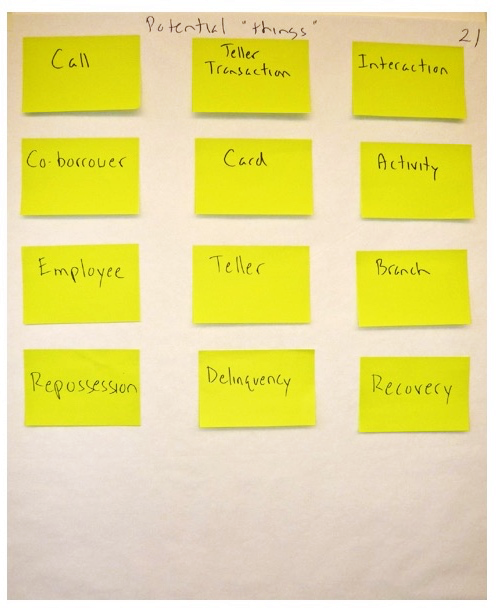 Potential "things"
21
Call
Teller
Transaction
Interaction
Co-borrower
Card
Activity
Employee
Teller
Branch
Repossession
Delinquency
Recovery